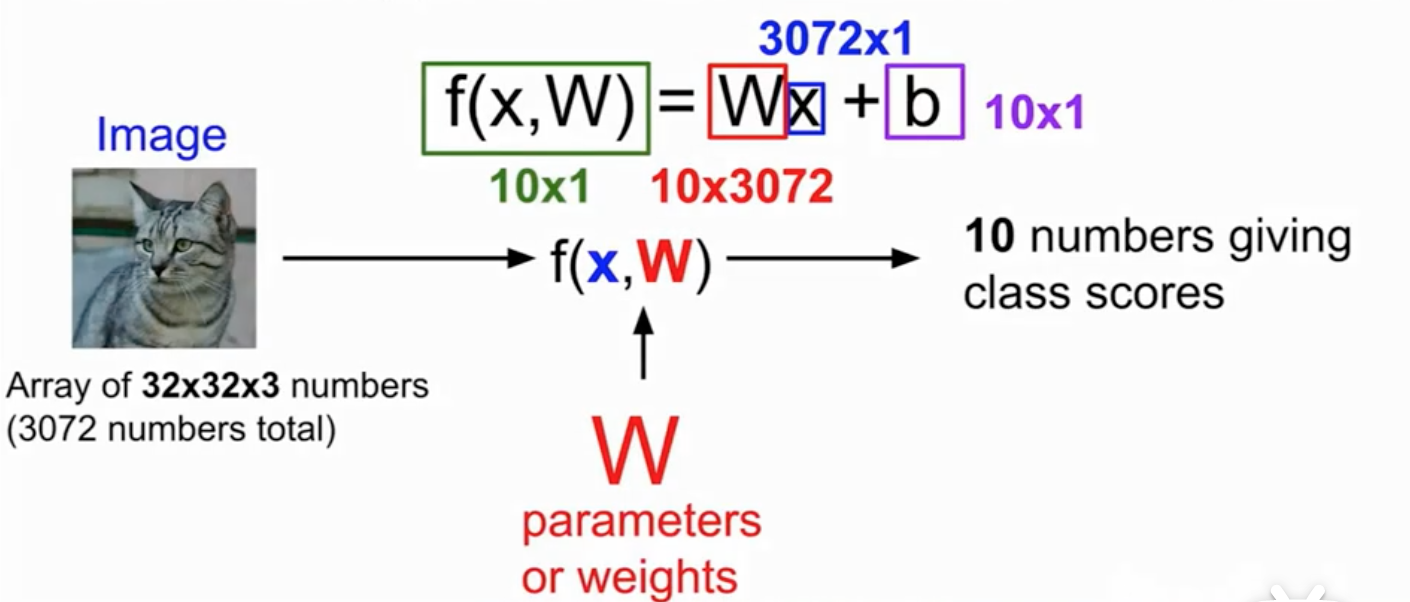 3072x1
f(x,W) = Wx + b 10x1
Image
10x1 10x3072
f(x,W)
10 numbers giving
class scores
Array of 32x32x3 numbers
(3072 numbers total)
W
parameters
or weights